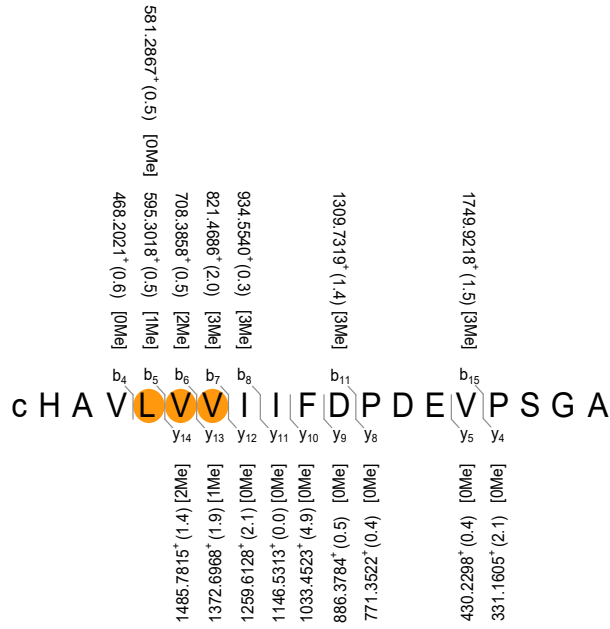 581.2867⁺ (0.5) [0Me]
468.2021⁺ (0.6) [0Me]
595.3018⁺ (0.5) [1Me]
708.3858⁺ (0.5) [2Me]
821.4686⁺ (2.0) [3Me]
934.5540⁺ (0.3) [3Me]
1309.7319⁺ (1.4) [3Me]
1749.9218⁺ (1.5) [3Me]
b₄ b₅ b₆ b₇ b₈ b₁₁ b₁₅
c H A V L V V I I F D P D E V P S G A
y₁₄ y₁₃ y₁₂ y₁₁ y₁₀ y₉ y₈ y₅ y₄
1485.7815⁺ (1.4) [2Me]
1372.6968⁺ (1.9) [1Me]
1259.6128⁺ (2.1) [0Me]
1146.5313⁺ (0.0) [0Me]
1033.4523⁺ (4.9) [0Me]
886.3784⁺ (0.5) [0Me]
771.3522⁺ (0.4) [0Me]
430.2298⁺ (0.4) [0Me]
331.1605⁺ (2.1) [0Me]